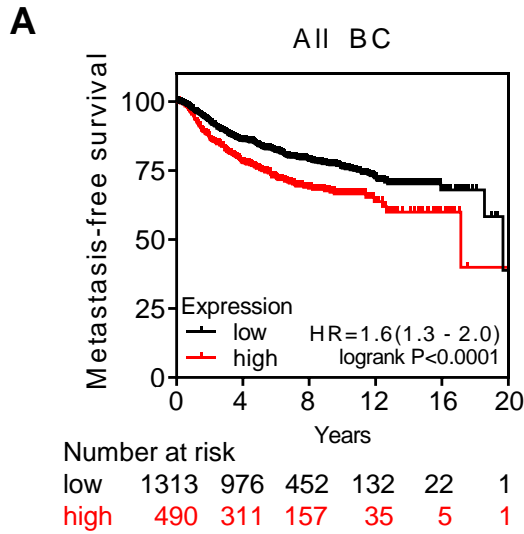 A
All BC
Metastasis-free survival
100
75
50
25
0
Expression
low
high
HR=1.6(1.3 - 2.0)
logrank P<0.0001
0 4 8 12 16 20
Years
Number at risk
low 1313 976 452 132 22 1
high 490 311 157 35 5 1